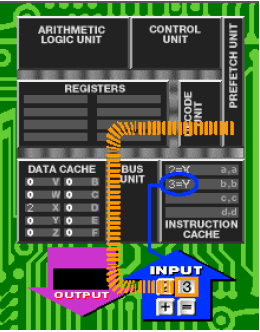 ARITHMETIC
LOGIC UNIT
CONTROL
UNIT
PREFETCH UNIT
REGISTERS
DECODE
UNIT
DATA CACHE
0 V 0 B
0 W 0 C
2 X 0 D
0 Y 0 E
0 Z 0 F
BUS
UNIT
2=X a,a
3=Y b,b
c,c
d,d
INSTRUCTION
CACHE
INPUT
2 3
+ =
OUTPUT